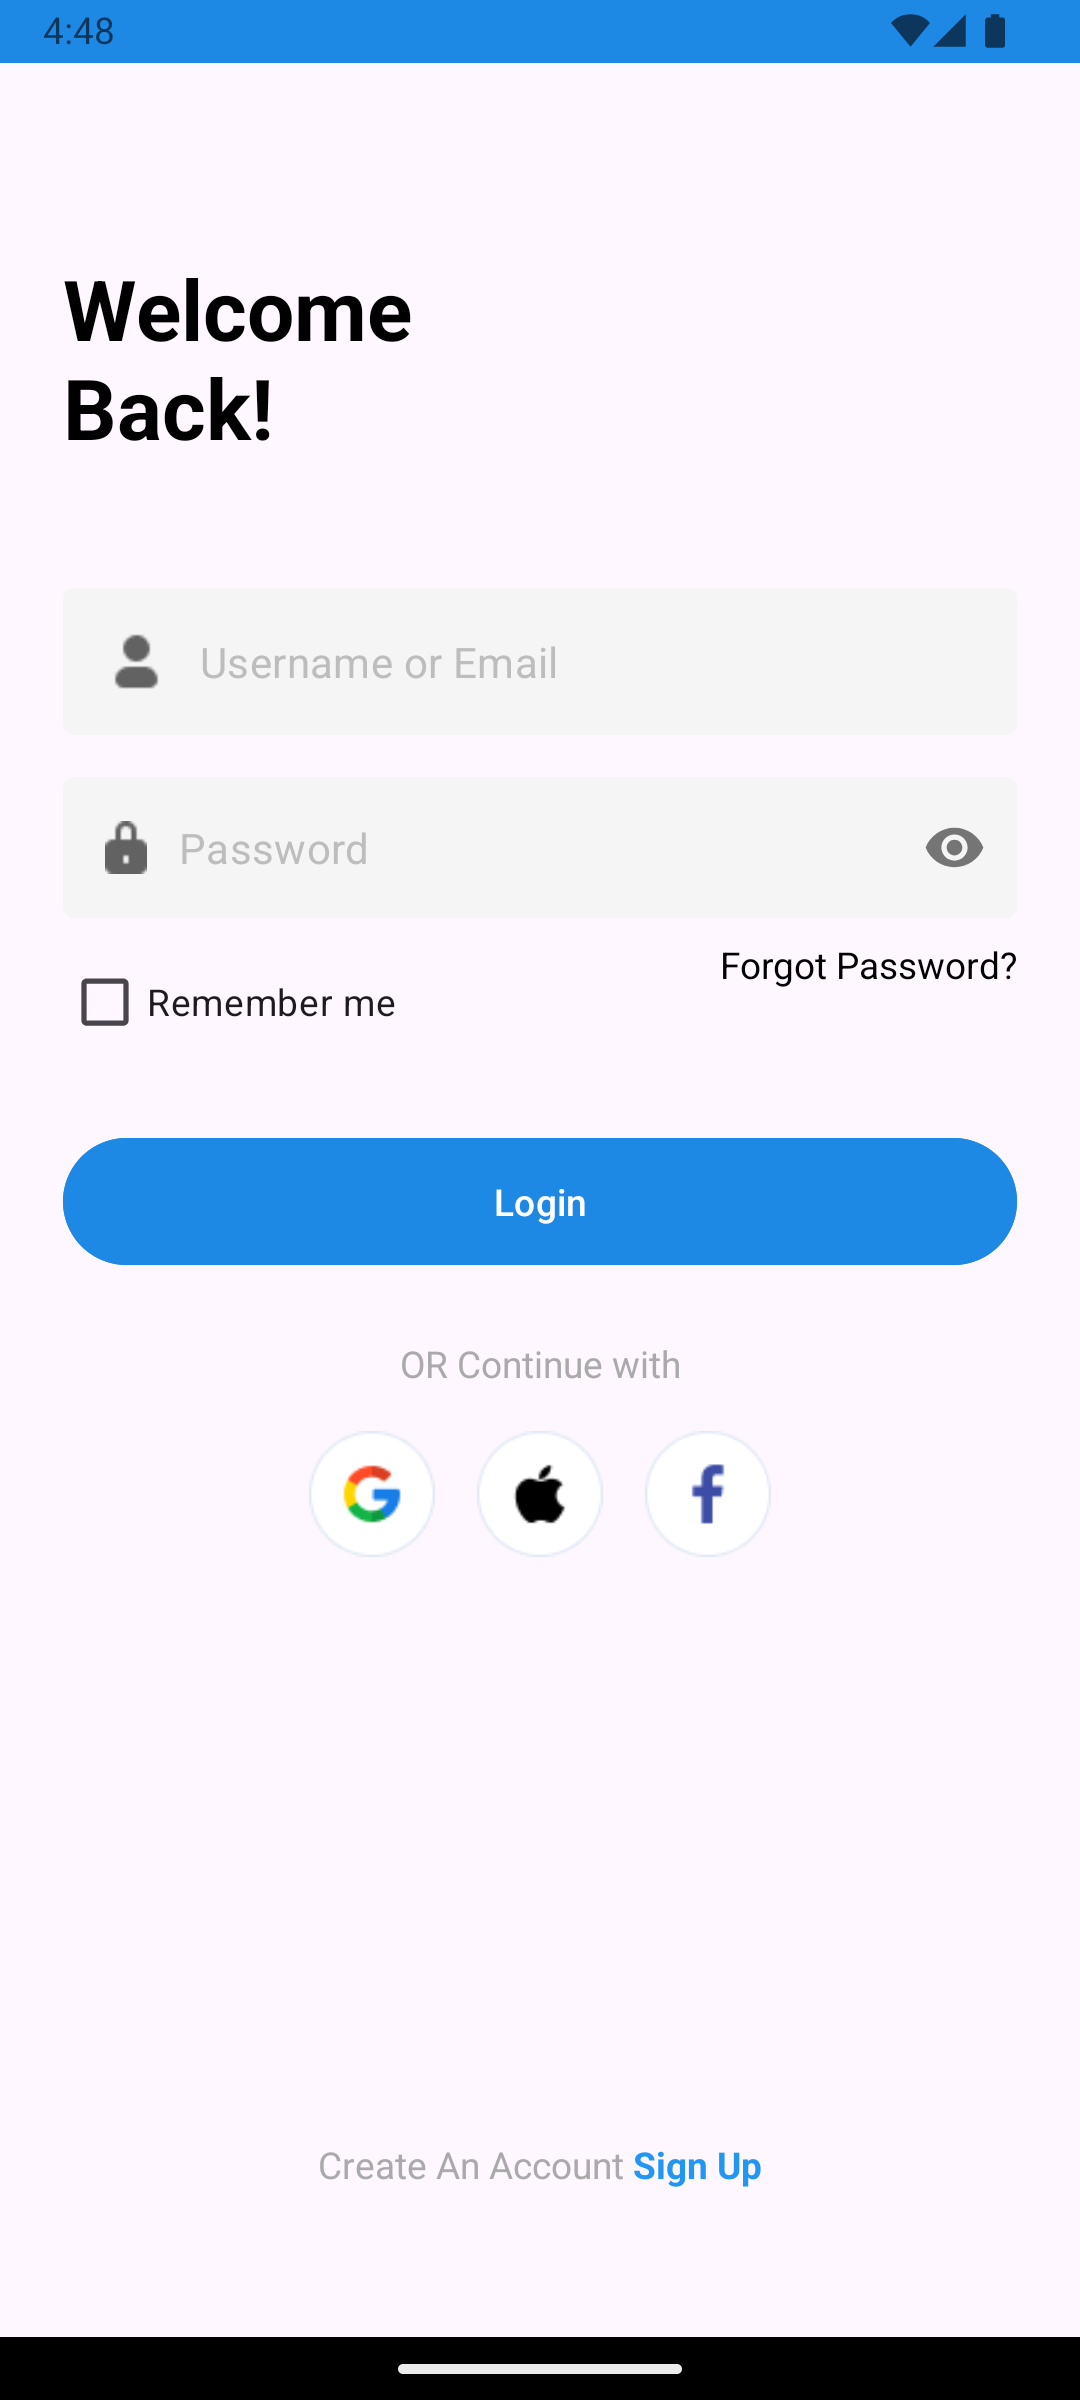 4:48
Welcome
Back!
Username or Email
Password
Forgot Password?
Remember me
Login
OR Continue with
Create An Account Sign Up